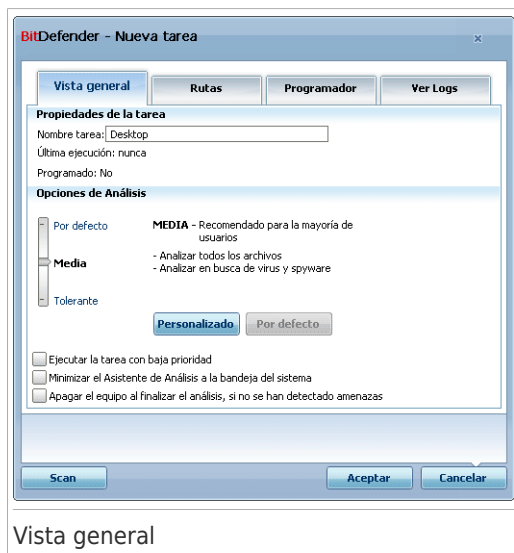 BitDefender - Nueva tarea
Vista general Rutas Programador Ver Logs
Propiedades de la tarea
Nombre tarea: Desktop
Última ejecución: nunca
Programado: No
Opciones de Análisis
Por defecto
Media
Tolerante
MEDIA - Recomendado para la mayoría de
usuarios
- Analizar todos los archivos
- Analizar en busca de virus y spyware
Personalizado Por defecto
Ejecutar la tarea con baja prioridad
Minimizar el Asistente de Análisis a la bandeja del sistema
Apagar el equipo al finalizar el análisis, si no se han detectado amenazas
Scan Aceptar Cancelar
Vista general